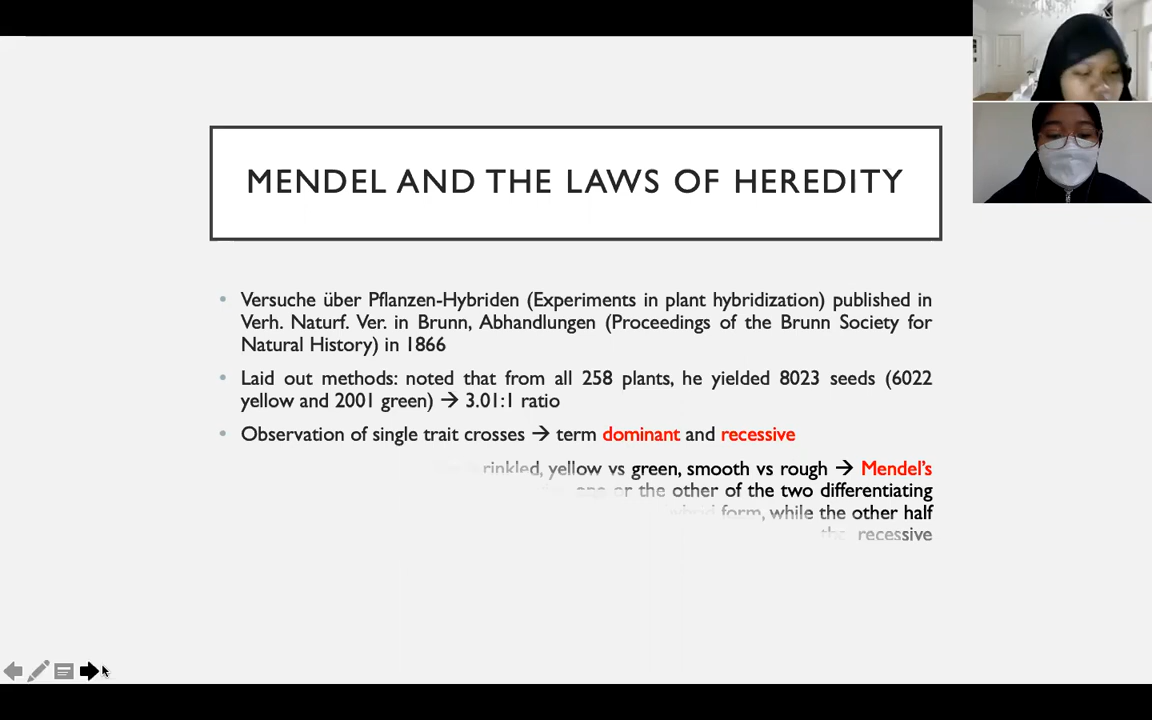 MENDEL AND THE LAWS OF HEREDITY
• Versuche über Pflanzen-Hybriden (Experiments in plant hybridization) published in
Verh. Naturf. Ver. in Brunn, Abhandlungen (Proceedings of the Brunn Society for
Natural History) in 1866
• Laid out methods: noted that from all 258 plants, he yielded 8023 seeds (6022
yellow and 2001 green) → 3.01:1 ratio
• Observation of single trait crosses → term dominant and recessive
yellow vs green, smooth vs rough → Mendel's
one or the other of the two differentiating
form, while the other half
the recessive